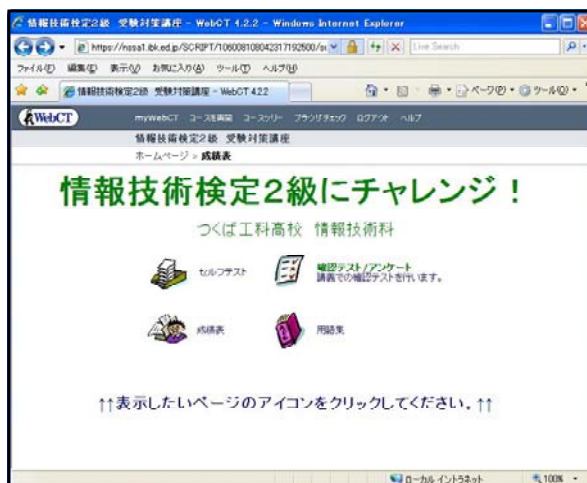 情報技術検定2級 受験対策講座 - WebCT 4.2.2 - Windows Internet Explorer
Live Search
ファイル(F) 編集(E) 表示(V) お気に入り(A) ツール(T) ヘルプ(H)
情報技術検定2級 受験対策講座 - WebCT 4.2.2 ページ(P) ツール(O)
WebCT myWebCT コースを再開 コースツリー ブラウザチェック ログアウト ヘルプ
情報技術検定2級 受験対策講座
ホームページ > 成績表
情報技術検定2級にチャレンジ!
つくば工科高校 情報技術科
セルフテスト
確認テスト/アンケート
講義での確認テストを行います。
成績表
用語集
↑↑表示したいページのアイコンをクリックしてください。↑↑
ローカル イントラネット 100%